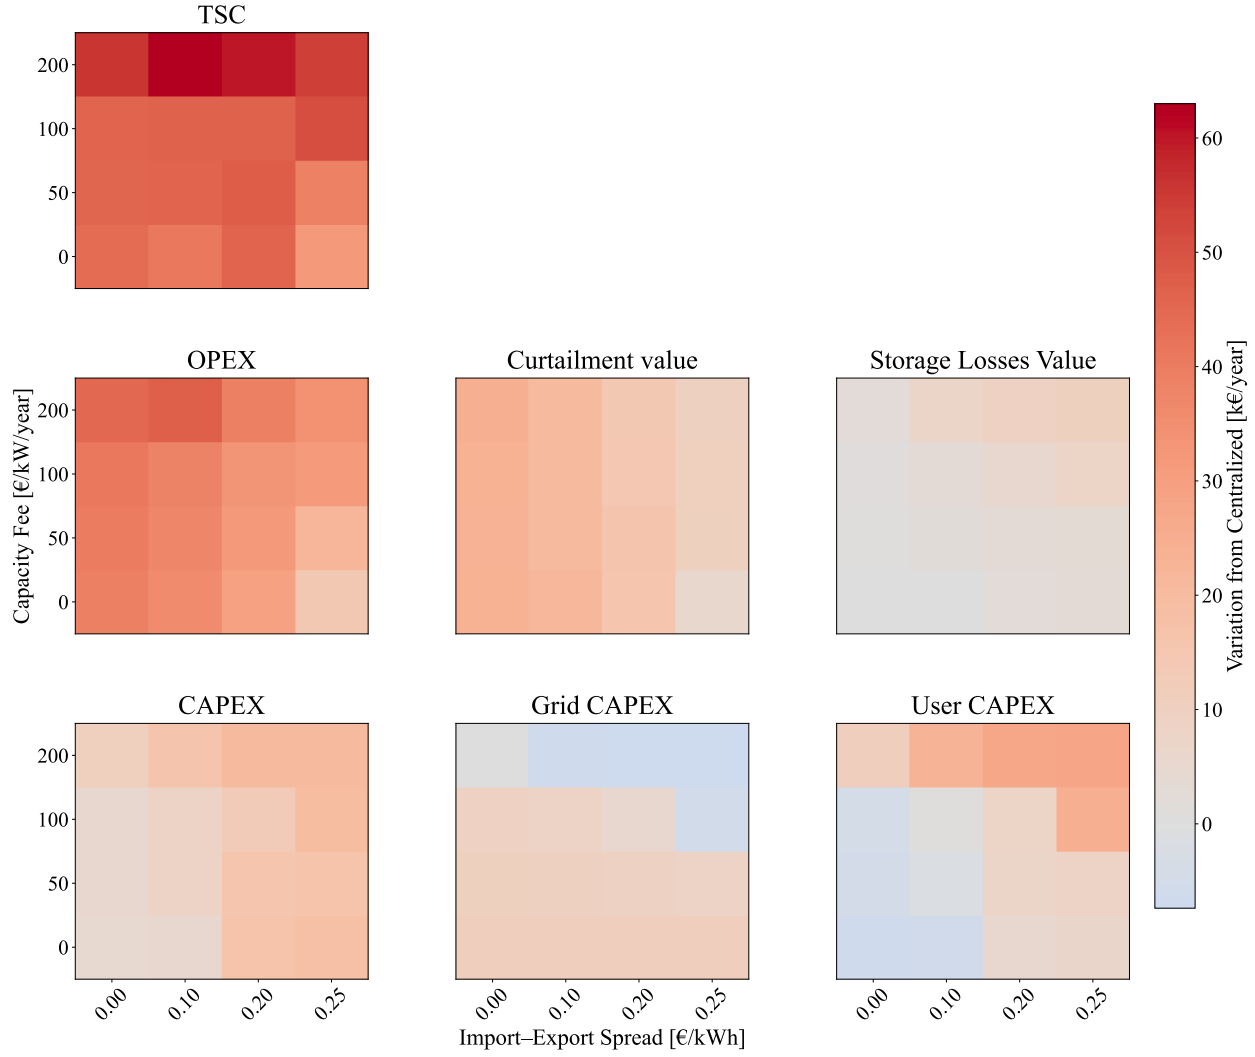 TSC
200
100
50
0
OPEX
Curtailment value
Storage Losses Value
200
100
50
0
CAPEX
Grid CAPEX
User CAPEX
200
100
50
0
0.00 0.10 0.20 0.25
0.00 0.10 0.20 0.25
0.00 0.10 0.20 0.25
Capacity Fee [€/kW/year]
Import–Export Spread [€/kWh]
60
50
40
30
20
10
0
Variation from Centralized [k€/year]